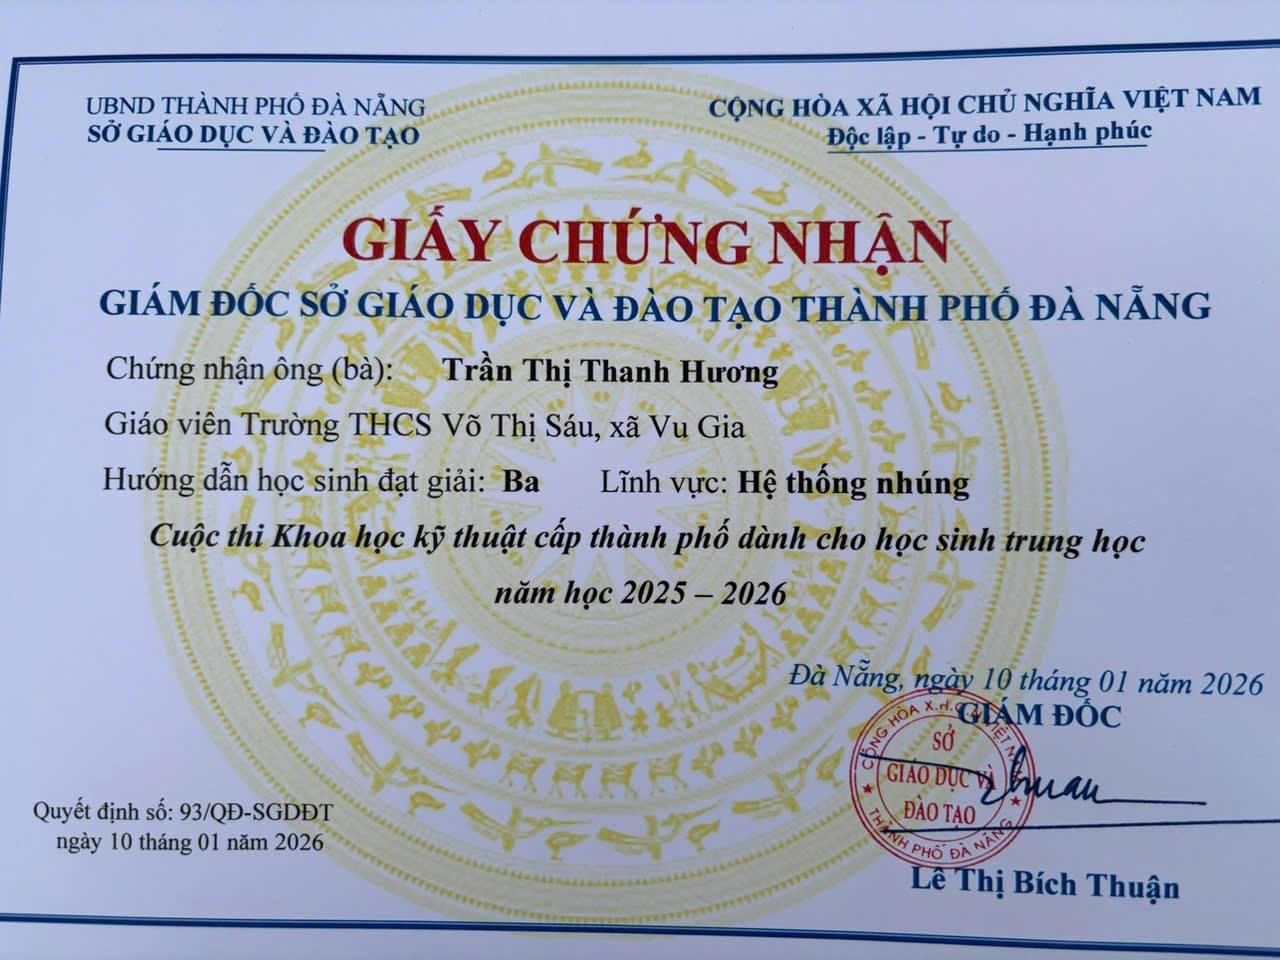 UBND THÀNH PHỐ ĐÀ NẴNG
SỞ GIÁO DỤC VÀ ĐÀO TẠO
CỘNG HÒA XÃ HỘI CHỦ NGHĨA VIỆT NAM
Độc lập - Tự do - Hạnh phúc
GIẤY CHỨNG NHẬN
GIÁM ĐỐC SỞ GIÁO DỤC VÀ ĐÀO TẠO THÀNH PHỐ ĐÀ NẴNG
Chứng nhận ông (bà): Trần Thị Thanh Hương
Giáo viên Trường THCS Võ Thị Sáu, xã Vu Gia
Hướng dẫn học sinh đạt giải: Ba Lĩnh vực: Hệ thống nhúng
Cuộc thi Khoa học kỹ thuật cấp thành phố dành cho học sinh trung học
năm học 2025 – 2026
Đà Nẵng, ngày 10 tháng 01 năm 2026
GIÁM ĐỐC
CỘNG HÒA X.H.C.N VIỆT N
SỞ
GIÁO DỤC VÀ
ĐÀO TẠO
THÀNH PHỐ ĐÀ NẴNG
Lê Thị Bích Thuận
Quyết định số: 93/QĐ-SGDĐT
ngày 10 tháng 01 năm 2026